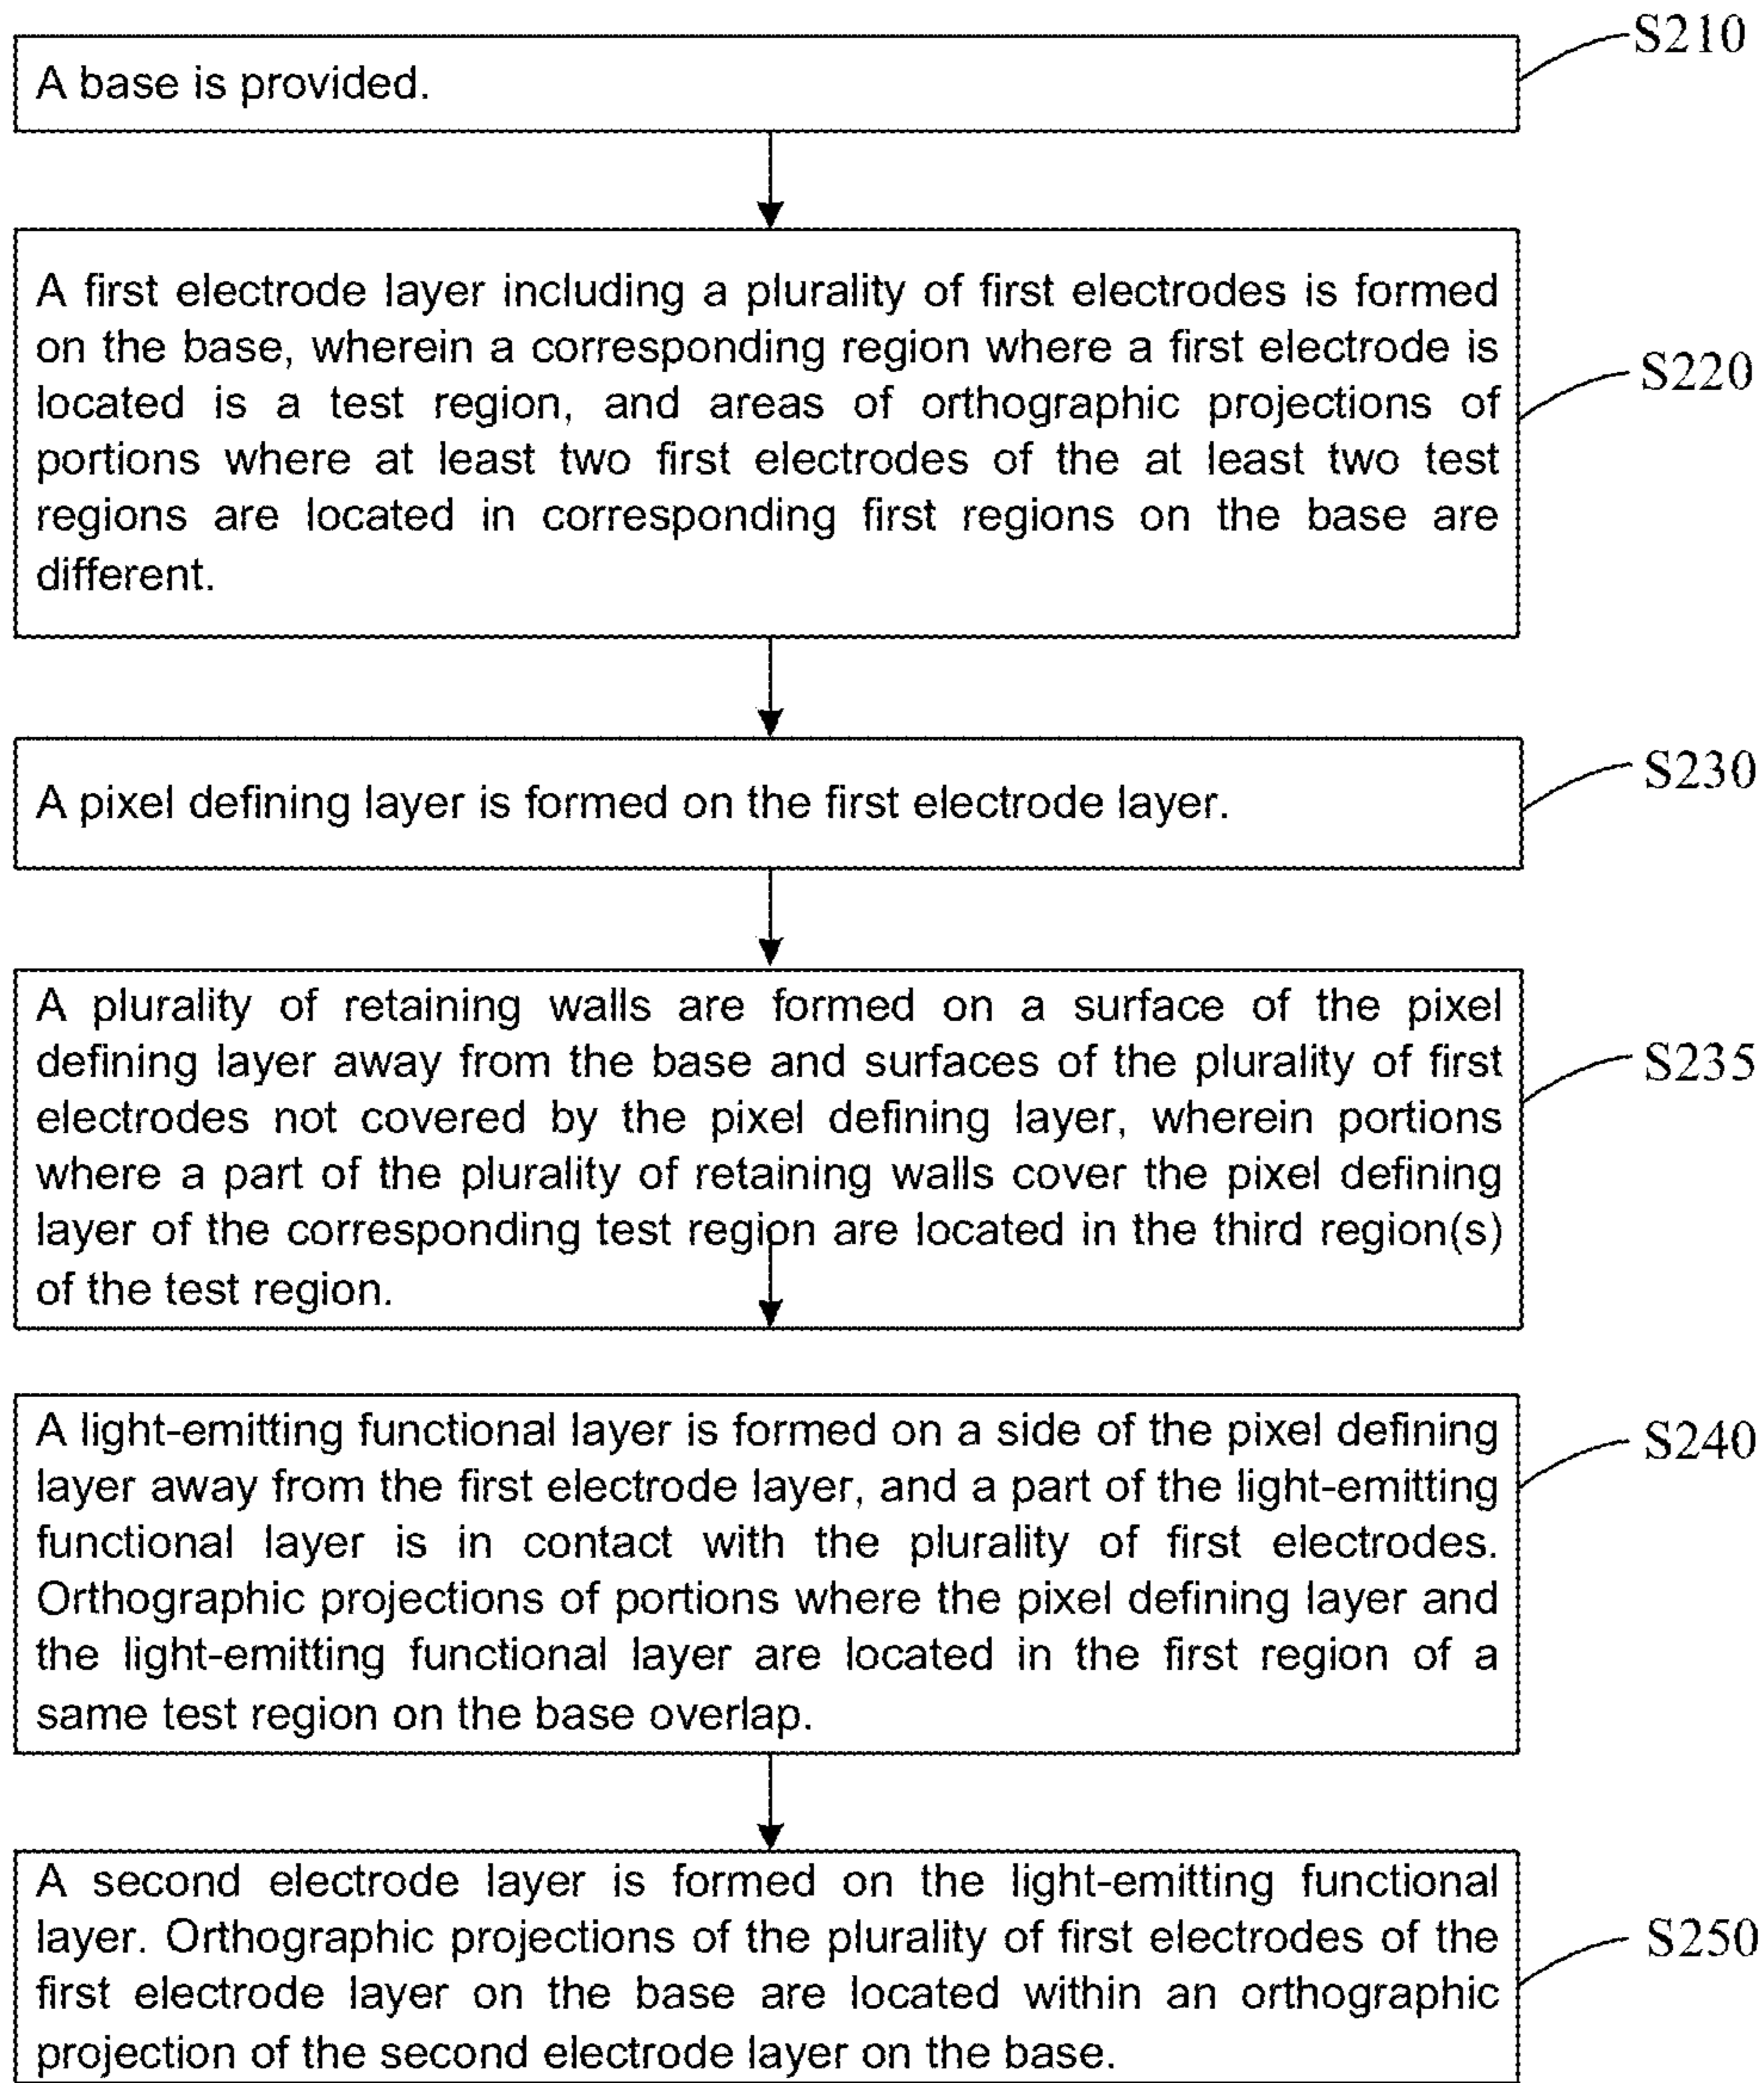 S210
A base is provided.
A first electrode layer including a plurality of first electrodes is formed
on the base, wherein a corresponding region where a first electrode is
located is a test region, and areas of orthographic projections of
portions where at least two first electrodes of the at least two test
regions are located in corresponding first regions on the base are
different.
S220
A pixel defining layer is formed on the first electrode layer.
S230
A plurality of retaining walls are formed on a surface of the pixel
defining layer away from the base and surfaces of the plurality of first
electrodes not covered by the pixel defining layer, wherein portions
where a part of the plurality of retaining walls cover the pixel defining
layer of the corresponding test region are located in the third region(s)
of the test region.
S235
A light-emitting functional layer is formed on a side of the pixel defining
layer away from the first electrode layer, and a part of the light-emitting
functional layer is in contact with the plurality of first electrodes.
Orthographic projections of portions where the pixel defining layer and
the light-emitting functional layer are located in the first region of a
same test region on the base overlap.
S240
A second electrode layer is formed on the light-emitting functional
layer. Orthographic projections of the plurality of first electrodes of the
first electrode layer on the base are located within an orthographic
projection of the second electrode layer on the base.
S250